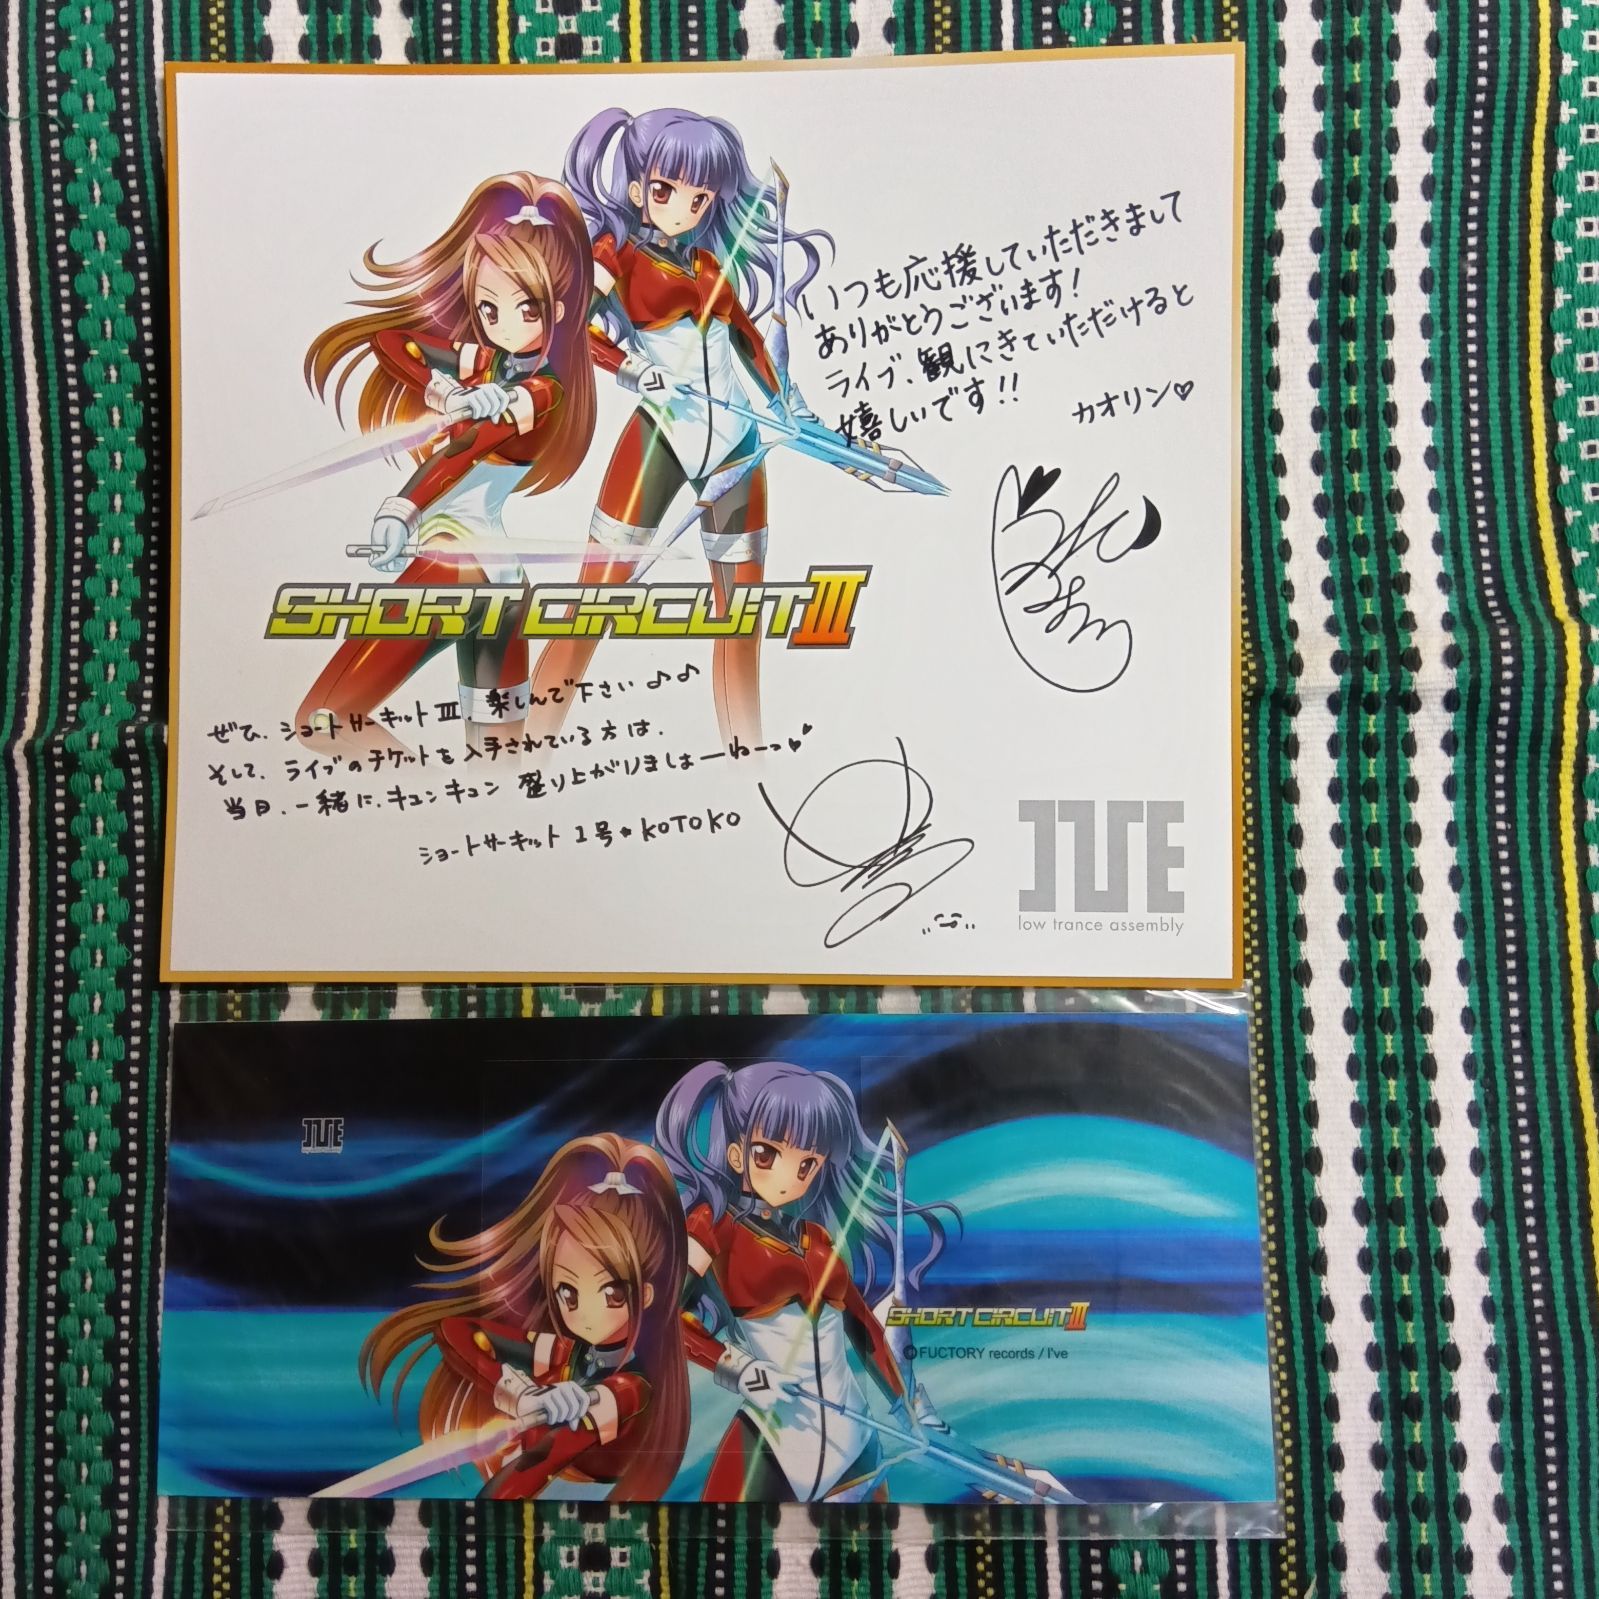 いつも応援していただきまして
ありがとうございます!
ライブ、観にきていただけると
嬉しいです!!
カオリン♡
SHORT CIRCUIT III
ぜひ、ショートサーキットIII、楽しんで下さい♪♪
そして、ライブのチケットを入手されている方は、
当日、一緒に、キュンキュン 盛り上がりましょーねーっ♥♥
ショートサーキット1号★KOTOKO
I'VE
low trance assembly
I'VE
SHORT CIRCUIT III
©FUCTORY records / I've